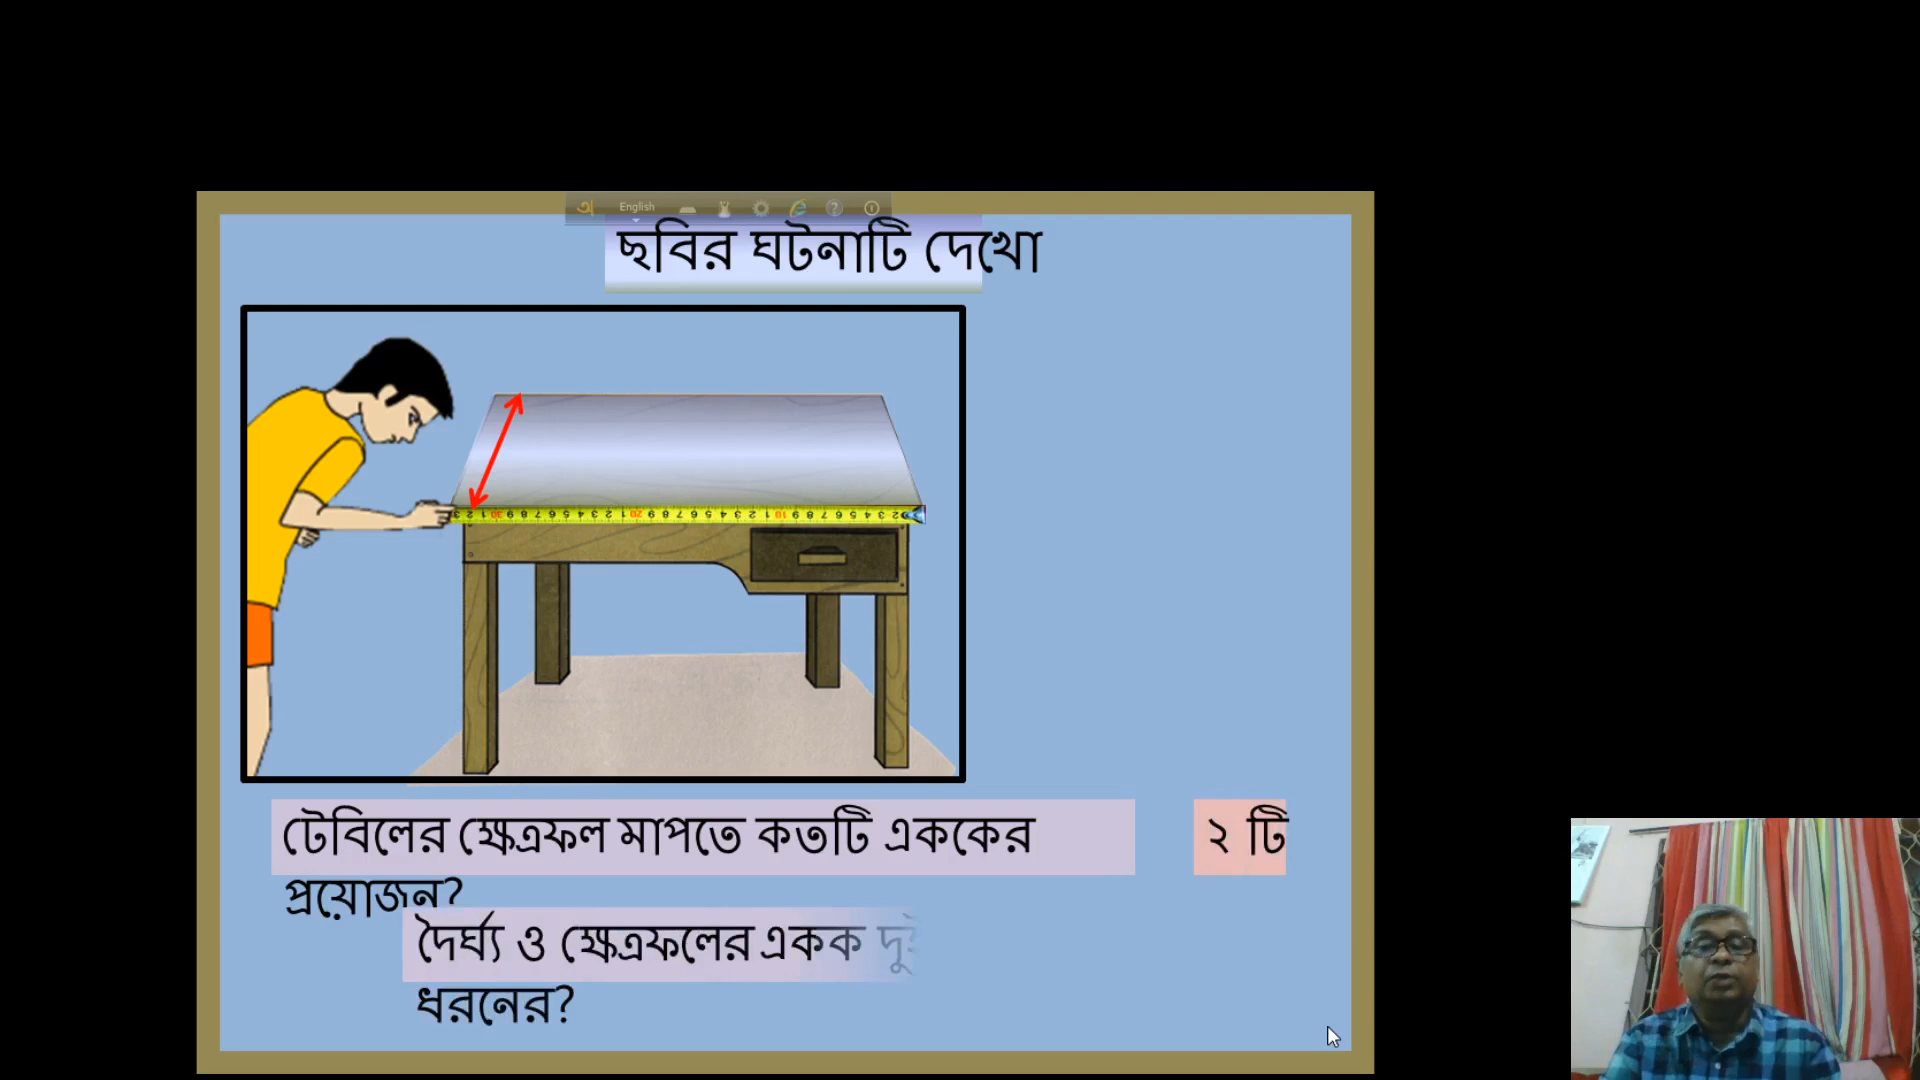 English
ছবির ঘটনাটি দেখো
টেবিলের ক্ষেত্রফল মাপতে কতটি এককের
প্রয়োজন?
২ টি
দৈর্ঘ্য ও ক্ষেত্রফলের একক
ধরনের?